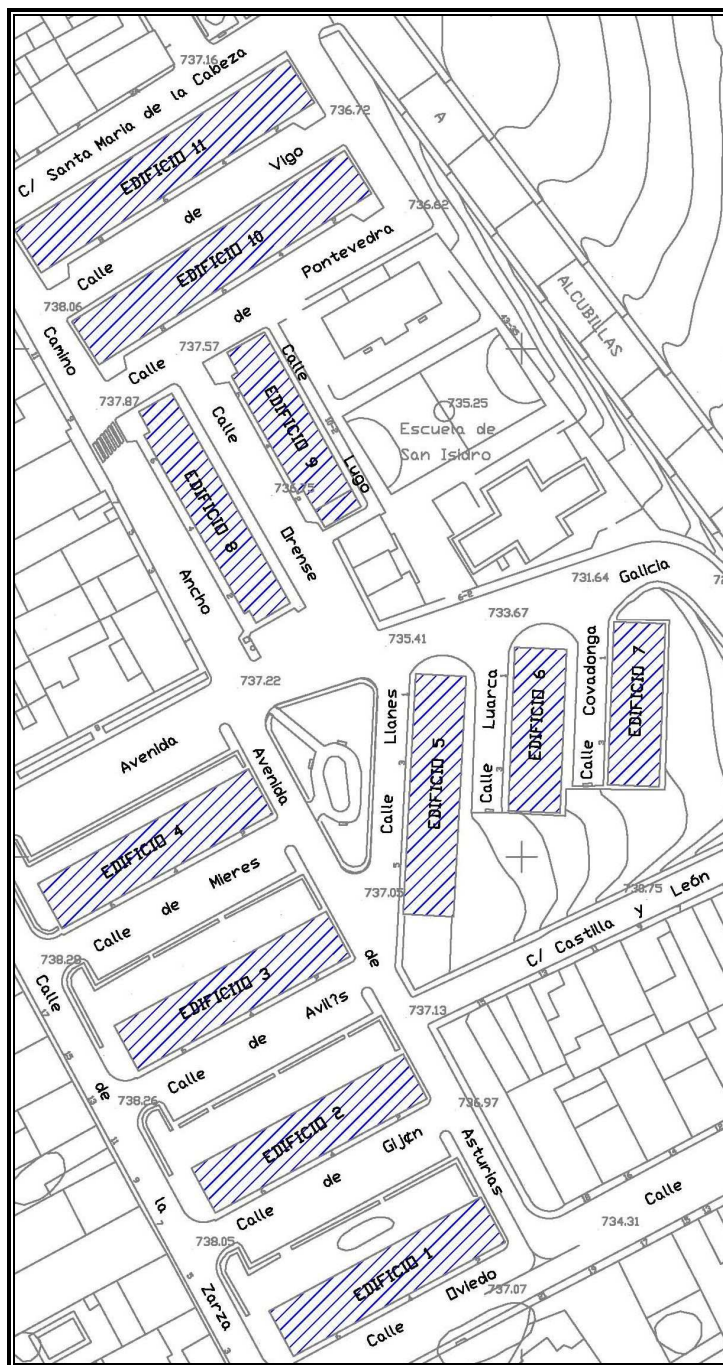 737.16
C/ Santa Maria de la Cabeza
736.72
A
EDIFICIO 11
Calle de Vigo
736.62
EDIFICIO 10
738.06
Calle de Pontevedra
ALCUBILLAS
737.57
Camino
737.87
Calle Lugo
EDIFICIO 9
735.25
Escuela de
San Isidro
Calle Orense
EDIFICIO 8
Ancho
731.64
Galicia
733.67
735.41
737.22
Avenida
Avenida de Asturias
Calle Llanes
EDIFICIO 5
Calle Luarca
EDIFICIO 6
Calle Covadonga
EDIFICIO 7
EDIFICIO 4
Calle de Mieres
737.05
738.75
C/ Castilla y León
738.28
EDIFICIIO 3
Calle de Avil?s
737.13
Calle de la Zarza
738.26
736.97
EDIFICIO 2
Calle de Gijøn
Calle
734.31
738.05
EDIFICIO 1
Calle Oviedo
737.07